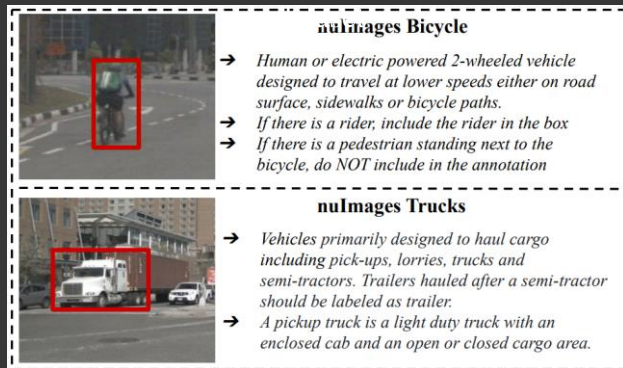 nuImages Bicycle
➔ Human or electric powered 2-wheeled vehicle
designed to travel at lower speeds either on road
surface, sidewalks or bicycle paths.
➔ If there is a rider, include the rider in the box
➔ If there is a pedestrian standing next to the
bicycle, do NOT include in the annotation
nuImages Trucks
➔ Vehicles primarily designed to haul cargo
including pick-ups, lorries, trucks and
semi-tractors. Trailers hauled after a semi-tractor
should be labeled as trailer.
➔ A pickup truck is a light duty truck with an
enclosed cab and an open or closed cargo area.